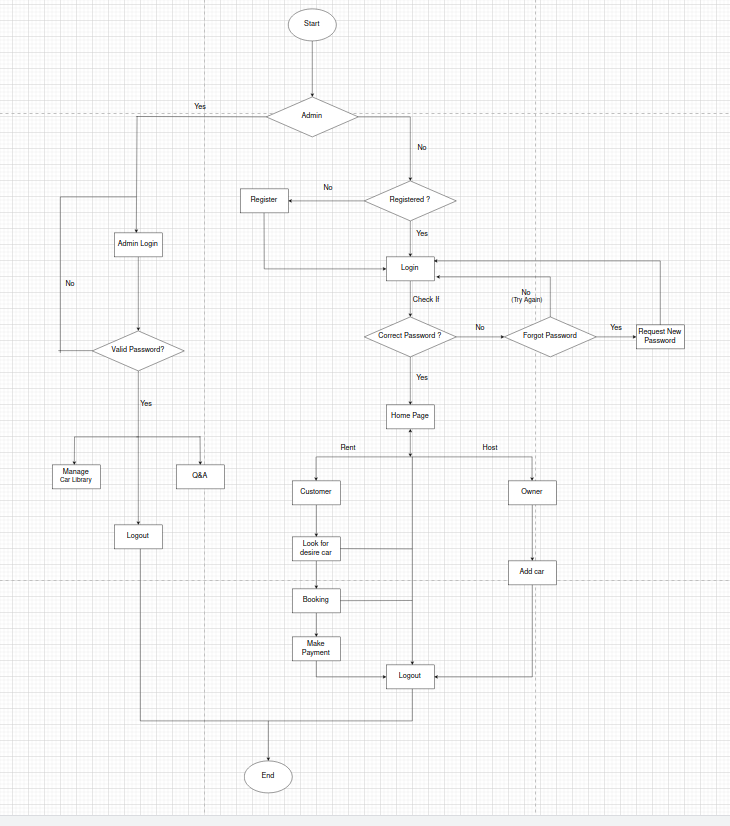 Start
Admin
Yes
No
Register
No
Registered ?
Yes
Admin Login
Login
No
Check If
No
(Try Again)
Valid Password?
Correct Password ?
No
Forgot Password
Yes
Request New
Password
Yes
Yes
Home Page
Rent
Host
Manage
Car Library
Q&A
Customer
Owner
Logout
Look for
desire car
Add car
Booking
Make
Payment
Logout
End